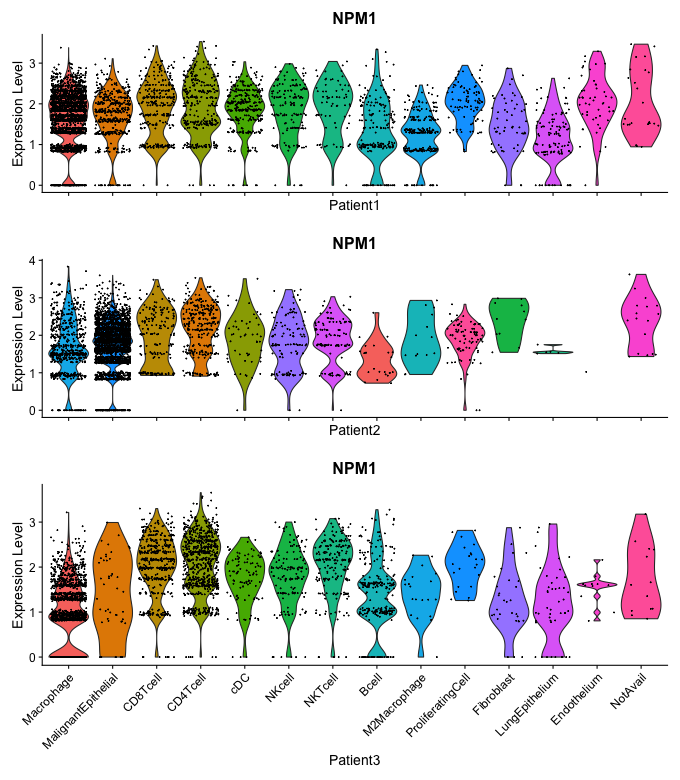 NPM1
Expression Level
3
2
1
0
Patient1
NPM1
Expression Level
4
3
2
1
0
Patient2
NPM1
Expression Level
3
2
1
0
Macrophage
MalignantEpithelial
CD8Tcell
CD4Tcell
cDC
NKcell
NKTcell
Bcell
M2Macrophage
ProliferatingCell
Fibroblast
LungEpithelium
Endothelium
NotAvail
Patient3